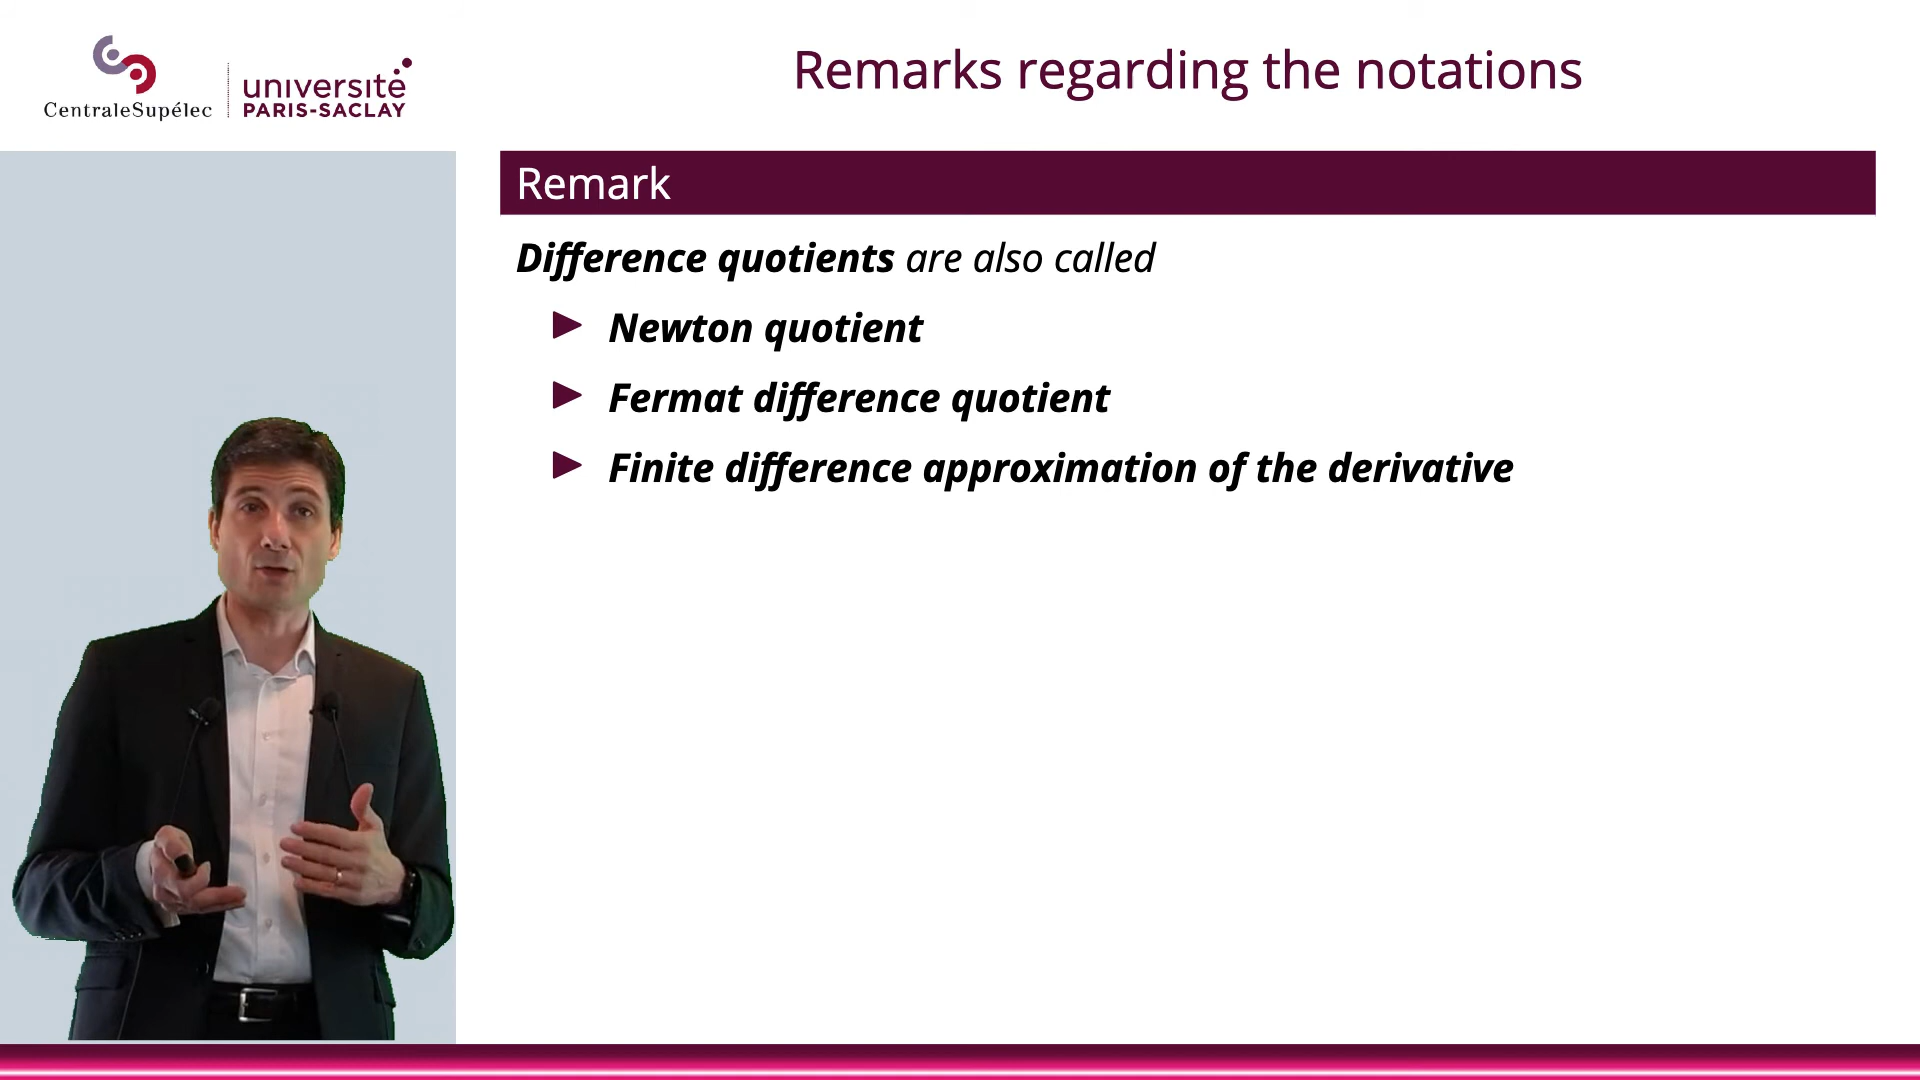 CentraleSupélec
université
PARIS-SACLAY
Remarks regarding the notations
Remark
Difference quotients are also called
Newton quotient
Fermat difference quotient
Finite difference approximation of the derivative